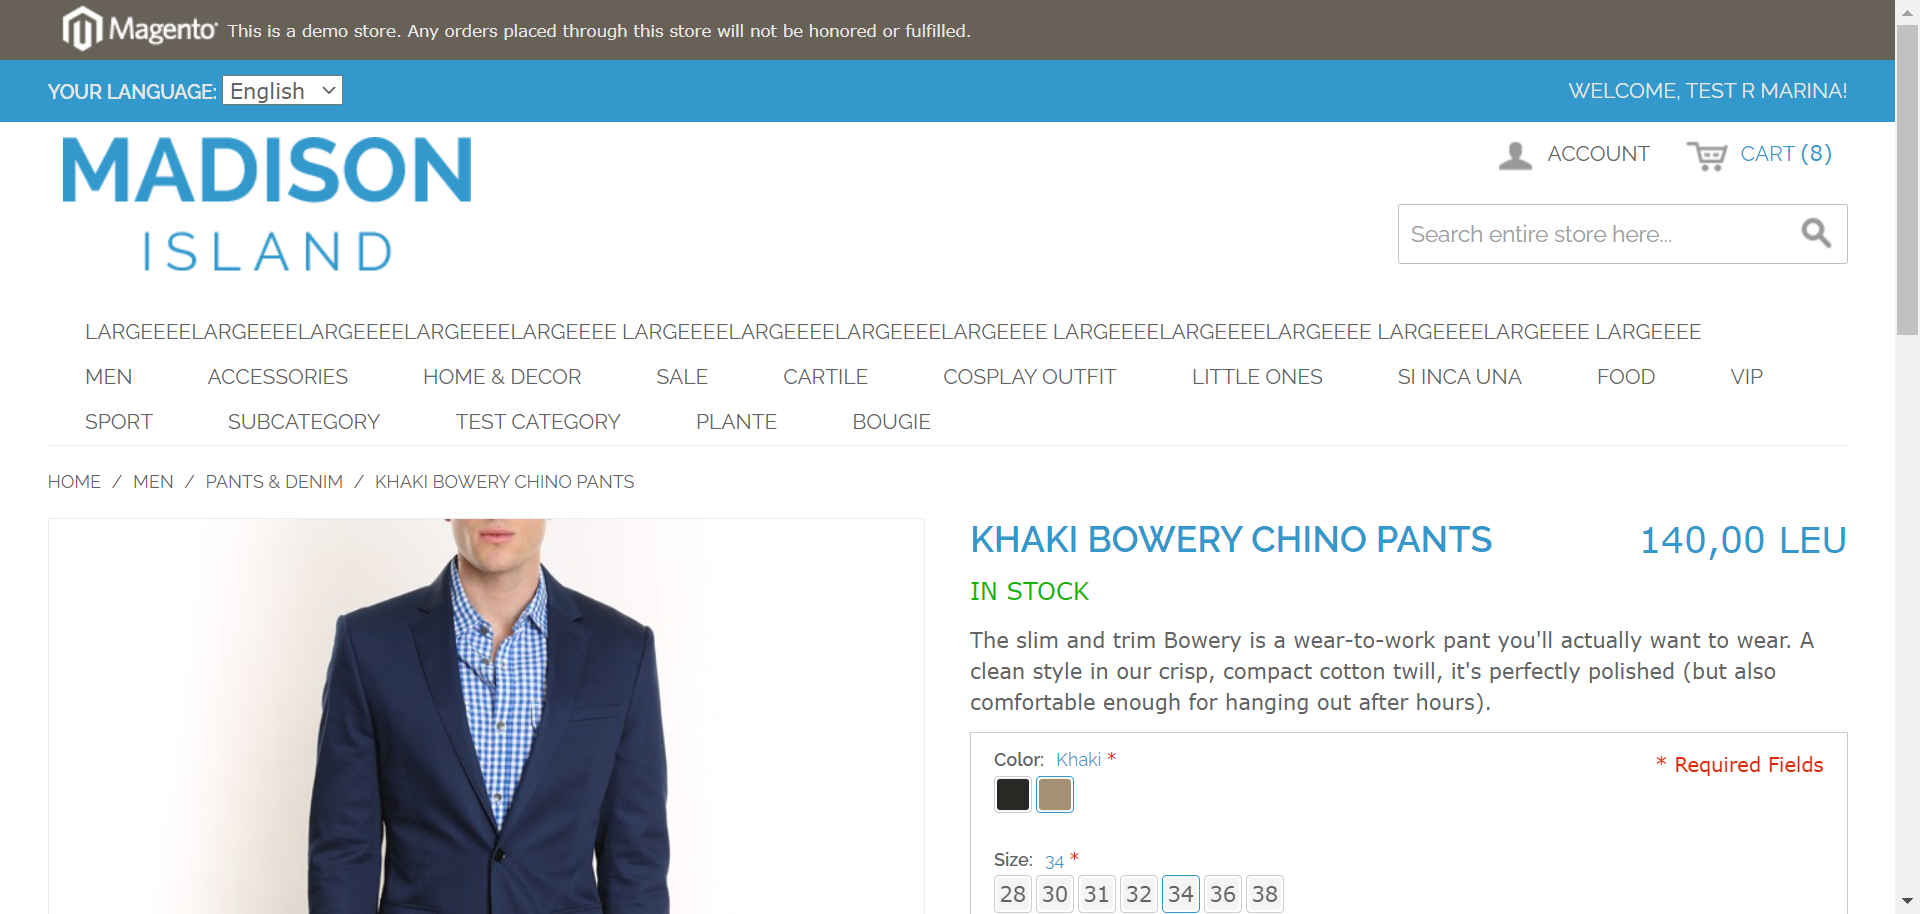 Magento® This is a demo store. Any orders placed through this store will not be honored or fulfilled.
YOUR LANGUAGE: English
WELCOME, TEST R MARINA!
MADISON
ISLAND
ACCOUNT
CART (8)
Search entire store here...
LARGEEEELARGEEEELARGEEEELARGEEEELARGEEEE LARGEEEELARGEEEELARGEEEELARGEEEE LARGEEEELARGEEEELARGEEEE LARGEEEELARGEEEE LARGEEEE
MEN ACCESSORIES HOME & DECOR SALE CARTILE COSPLAY OUTFIT LITTLE ONES SI INCA UNA FOOD VIP
SPORT SUBCATEGORY TEST CATEGORY PLANTE BOUGIE
HOME / MEN / PANTS & DENIM / KHAKI BOWERY CHINO PANTS
KHAKI BOWERY CHINO PANTS
140,00 LEU
IN STOCK
The slim and trim Bowery is a wear-to-work pant you'll actually want to wear. A
clean style in our crisp, compact cotton twill, it's perfectly polished (but also
comfortable enough for hanging out after hours).
Color: Khaki *
* Required Fields
Size: 34 *
28 30 31 32 34 36 38